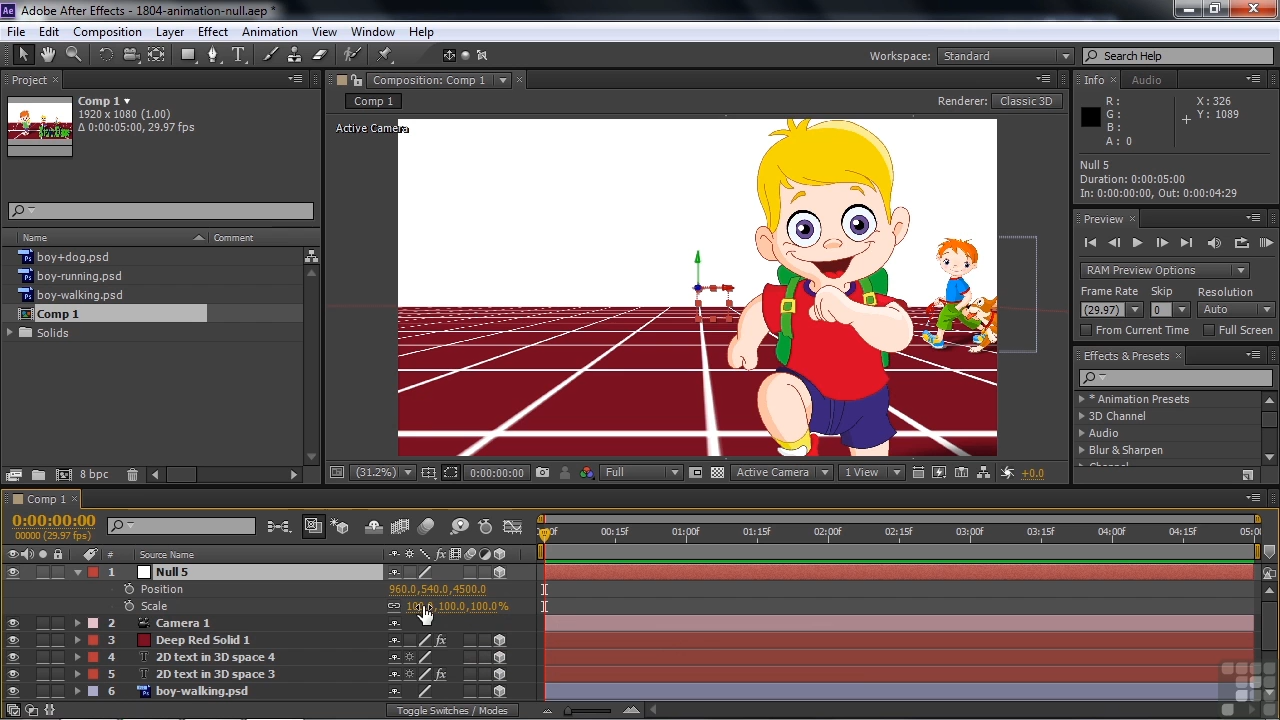 Ae Adobe After Effects - 1804-animation-null.aep *
File Edit Composition Layer Effect Animation View Window Help
Workspace: Standard Search Help
Project Composition: Comp 1 Info Audio
Comp 1
1920 x 1080 (1.00)
Δ 0:00:05:00, 29.97 fps
Comp 1 Renderer: Classic 3D
Active Camera
R :
G :
B :
A : 0
X : 326
Y : 1089
Null 5
Duration: 0:00:05:00
In: 0:00:00:00, Out: 0:00:04:29
Name Comment
boy+dog.psd
boy-running.psd
boy-walking.psd
Comp 1
Solids
8 bpc
Preview
RAM Preview Options
Frame Rate Skip Resolution
(29.97) 0 Auto
From Current Time Full Screen
Effects & Presets
* Animation Presets
3D Channel
Audio
Blur & Sharpen
(31.2%) 0:00:00:00 Full Active Camera 1 View +0.0
Comp 1
0:00:00:00
00000 (29.97 fps)
00:15f 01:00f 01:15f 02:00f 02:15f 03:00f 03:15f 04:00f 04:15f
# Source Name fx
1 Null 5
Position 960.0,540.0,4500.0
Scale 100.0,100.0%
2 Camera 1
3 Deep Red Solid 1 fx
4 T 2D text in 3D space 4
5 T 2D text in 3D space 3 fx
6 boy-walking.psd
Toggle Switches / Modes